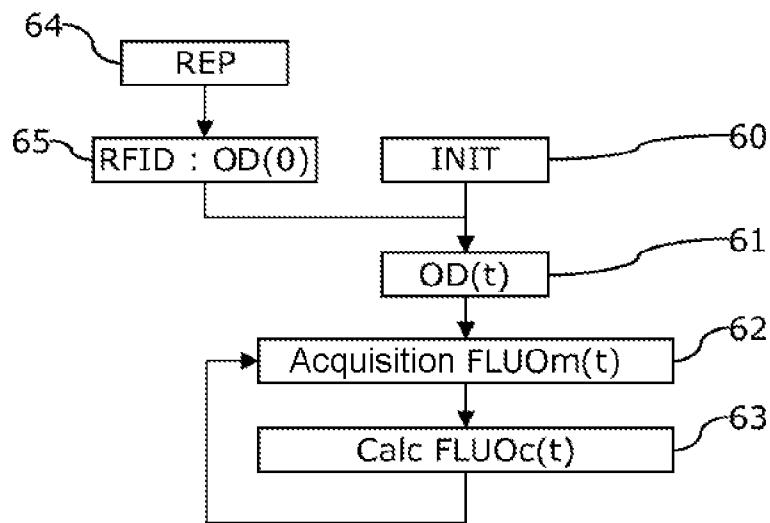 64
REP
65
RFID : OD(0)
INIT
60
OD(t)
61
Acquisition FLUOm(t)
62
Calc FLUOc(t)
63